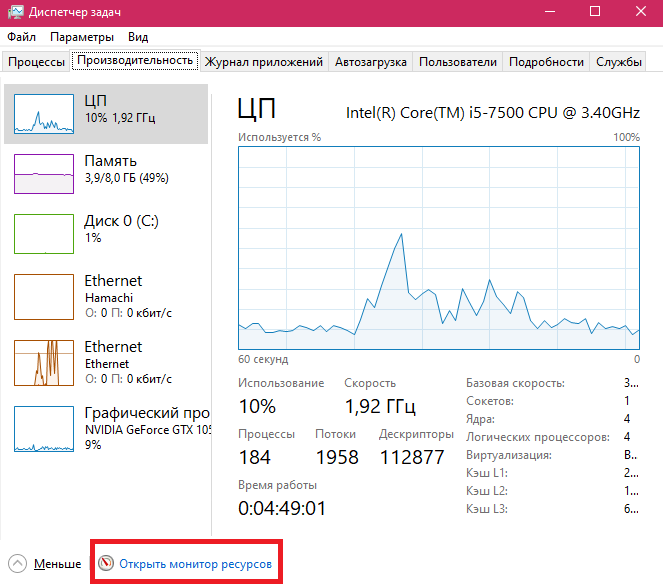 Диспетчер задач
Файл Параметры Вид
Процессы Производительность Журнал приложений Автозагрузка Пользователи Подробности Службы
ЦП
10% 1,92 ГГц
Память
3,9/8,0 ГБ (49%)
Диск 0 (C:)
1%
Ethernet
Hamachi
О: 0 П: 0 кбит/с
Ethernet
Ethernet
О: 0 П: 0 кбит/с
Графический про
NVIDIA GeForce GTX 105
9%
ЦП Intel(R) Core(TM) i5-7500 CPU @ 3.40GHz
Используется % 100%
60 секунд 0
Использование Скорость
10% 1,92 ГГц
Процессы Потоки Дескрипторы
184 1958 112877
Время работы
0:04:49:01
Базовая скорость: 3...
Сокетов: 1
Ядра: 4
Логических процессоров: 4
Виртуализация: В..
Кэш L1: 2...
Кэш L2: 1...
Кэш L3: 6...
Меньше Открыть монитор ресурсов